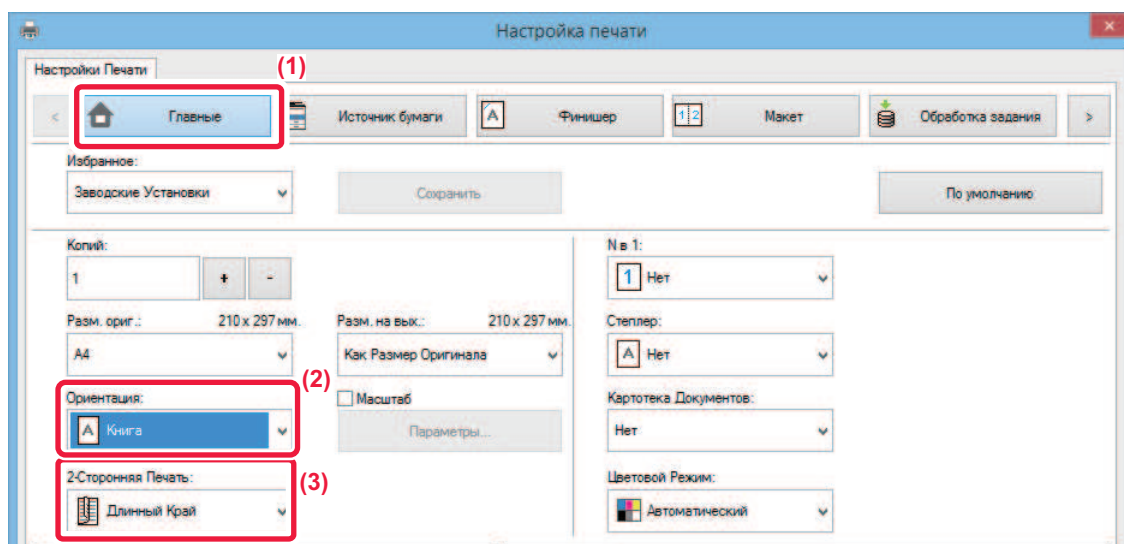 Настройка печати
Настройки Печати
(1)
Главные
Источник бумаги
Финишер
Макет
Обработка задания
Избранное:
Заводские Установки
Сохранить
По умолчанию
Копий:
N в 1:
1
+
-
1 Нет
Разм. ориг.: 210 x 297 мм.
Разм. на вых.: 210 x 297 мм.
Степлер:
A4
Как Размер Оригинала
A Нет
(2)
Ориентация:
Масштаб
Картотека Документов:
A Книга
Параметры...
Нет
(3)
2-Сторонняя Печать:
Цветовой Режим:
Длинный Край
Автоматический